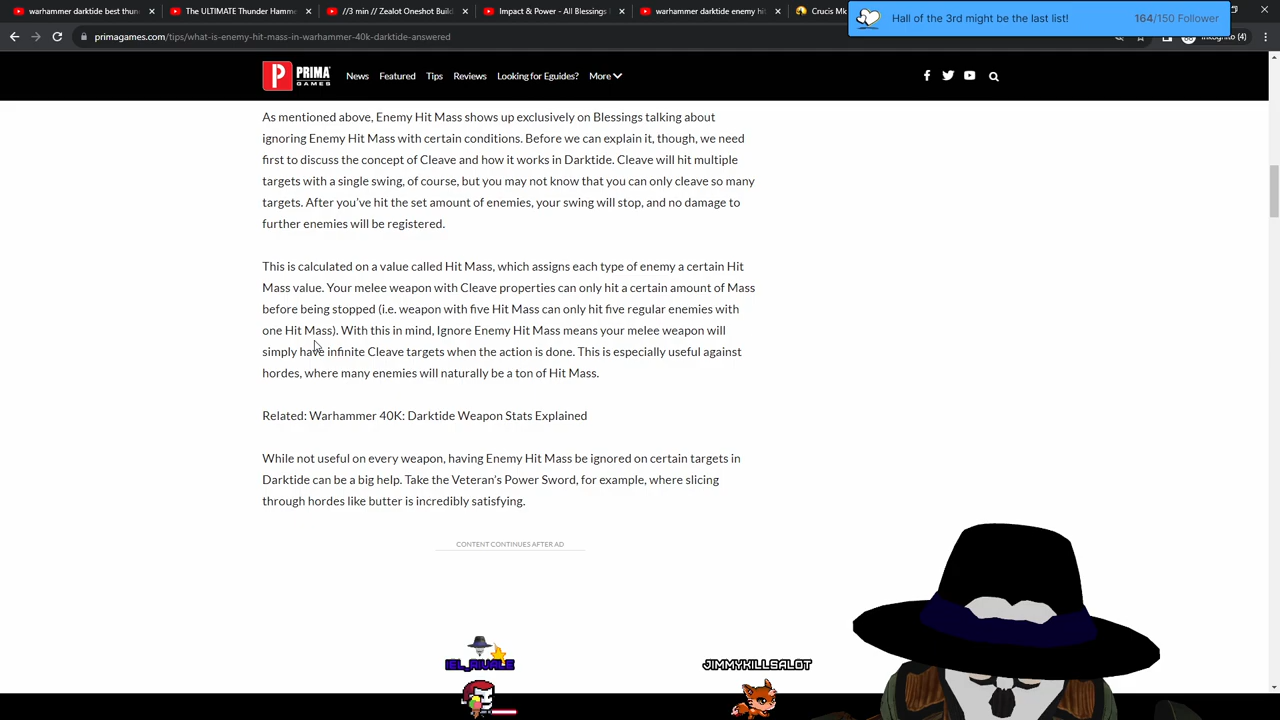 warhammer darktide best thun
The ULTIMATE Thunder Hamme
//3 min // Zealot Oneshot Build
Impact & Power - All Blessings
warhammer darktide enemy hit
Crucis Mk
Hall of the 3rd might be the last list!
164/150 Follower
primagames.com/tips/what-is-enemy-hit-mass-in-warhammer-40k-darktide-answered
(4)
PRIMA
GAMES
News
Featured
Tips
Reviews
Looking for Eguides?
More
As mentioned above, Enemy Hit Mass shows up exclusively on Blessings talking about
ignoring Enemy Hit Mass with certain conditions. Before we can explain it, though, we need
first to discuss the concept of Cleave and how it works in Darktide. Cleave will hit multiple
targets with a single swing, of course, but you may not know that you can only cleave so many
targets. After you've hit the set amount of enemies, your swing will stop, and no damage to
further enemies will be registered.
This is calculated on a value called Hit Mass, which assigns each type of enemy a certain Hit
Mass value. Your melee weapon with Cleave properties can only hit a certain amount of Mass
before being stopped (i.e. weapon with five Hit Mass can only hit five regular enemies with
one Hit Mass). With this in mind, Ignore Enemy Hit Mass means your melee weapon will
simply have infinite Cleave targets when the action is done. This is especially useful against
hordes, where many enemies will naturally be a ton of Hit Mass.
Related: Warhammer 40K: Darktide Weapon Stats Explained
While not useful on every weapon, having Enemy Hit Mass be ignored on certain targets in
Darktide can be a big help. Take the Veteran's Power Sword, for example, where slicing
through hordes like butter is incredibly satisfying.
CONTENT CONTINUES AFTER AD
IEL_RIVALE
JIMMYKILLSALOT